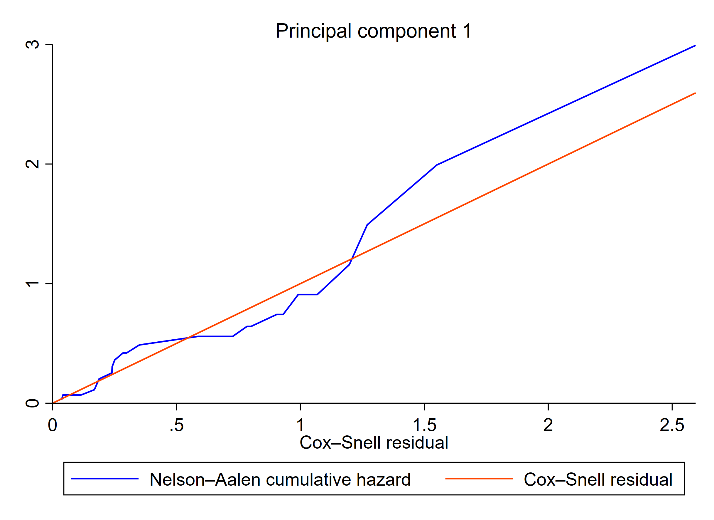 Principal component 1
3
2
1
0
0 .5 1 1.5 2 2.5
Cox–Snell residual
Nelson–Aalen cumulative hazard Cox–Snell residual